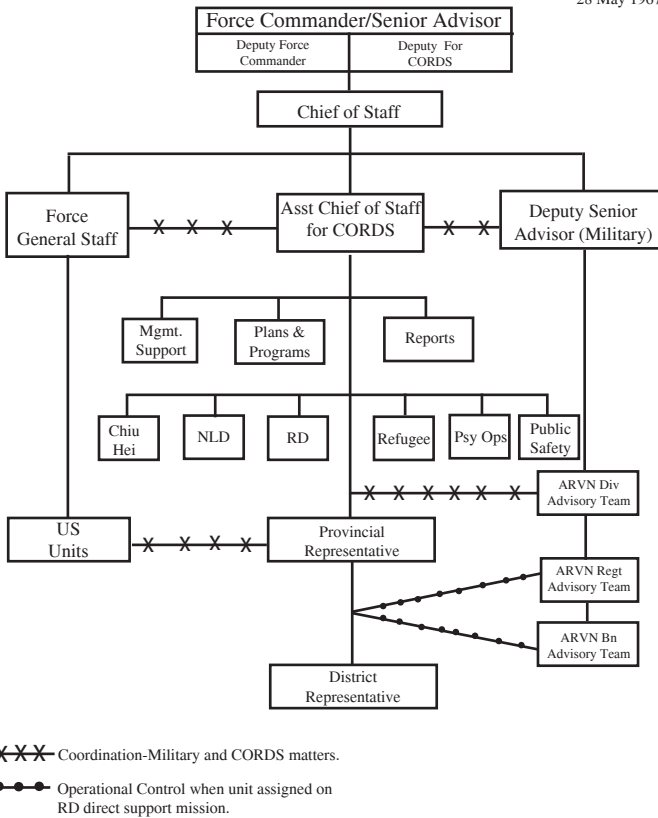 28 May 1967
Force Commander/Senior Advisor
Deputy Force
Commander
Deputy For
CORDS
Chief of Staff
Force
General Staff
X X X
Asst Chief of Staff
for CORDS
X X
Deputy Senior
Advisor (Military)
Mgmt.
Support
Plans &
Programs
Reports
Chiu
Hei
NLD
RD
Refugee
Psy Ops
Public
Safety
X X X X X X
ARVN Div
Advisory Team
US
Units
X X X X
Provincial
Representative
ARVN Regt
Advisory Team
ARVN Bn
Advisory Team
District
Representative
X X X Coordination-Military and CORDS matters.
Operational Control when unit assigned on
RD direct support mission.